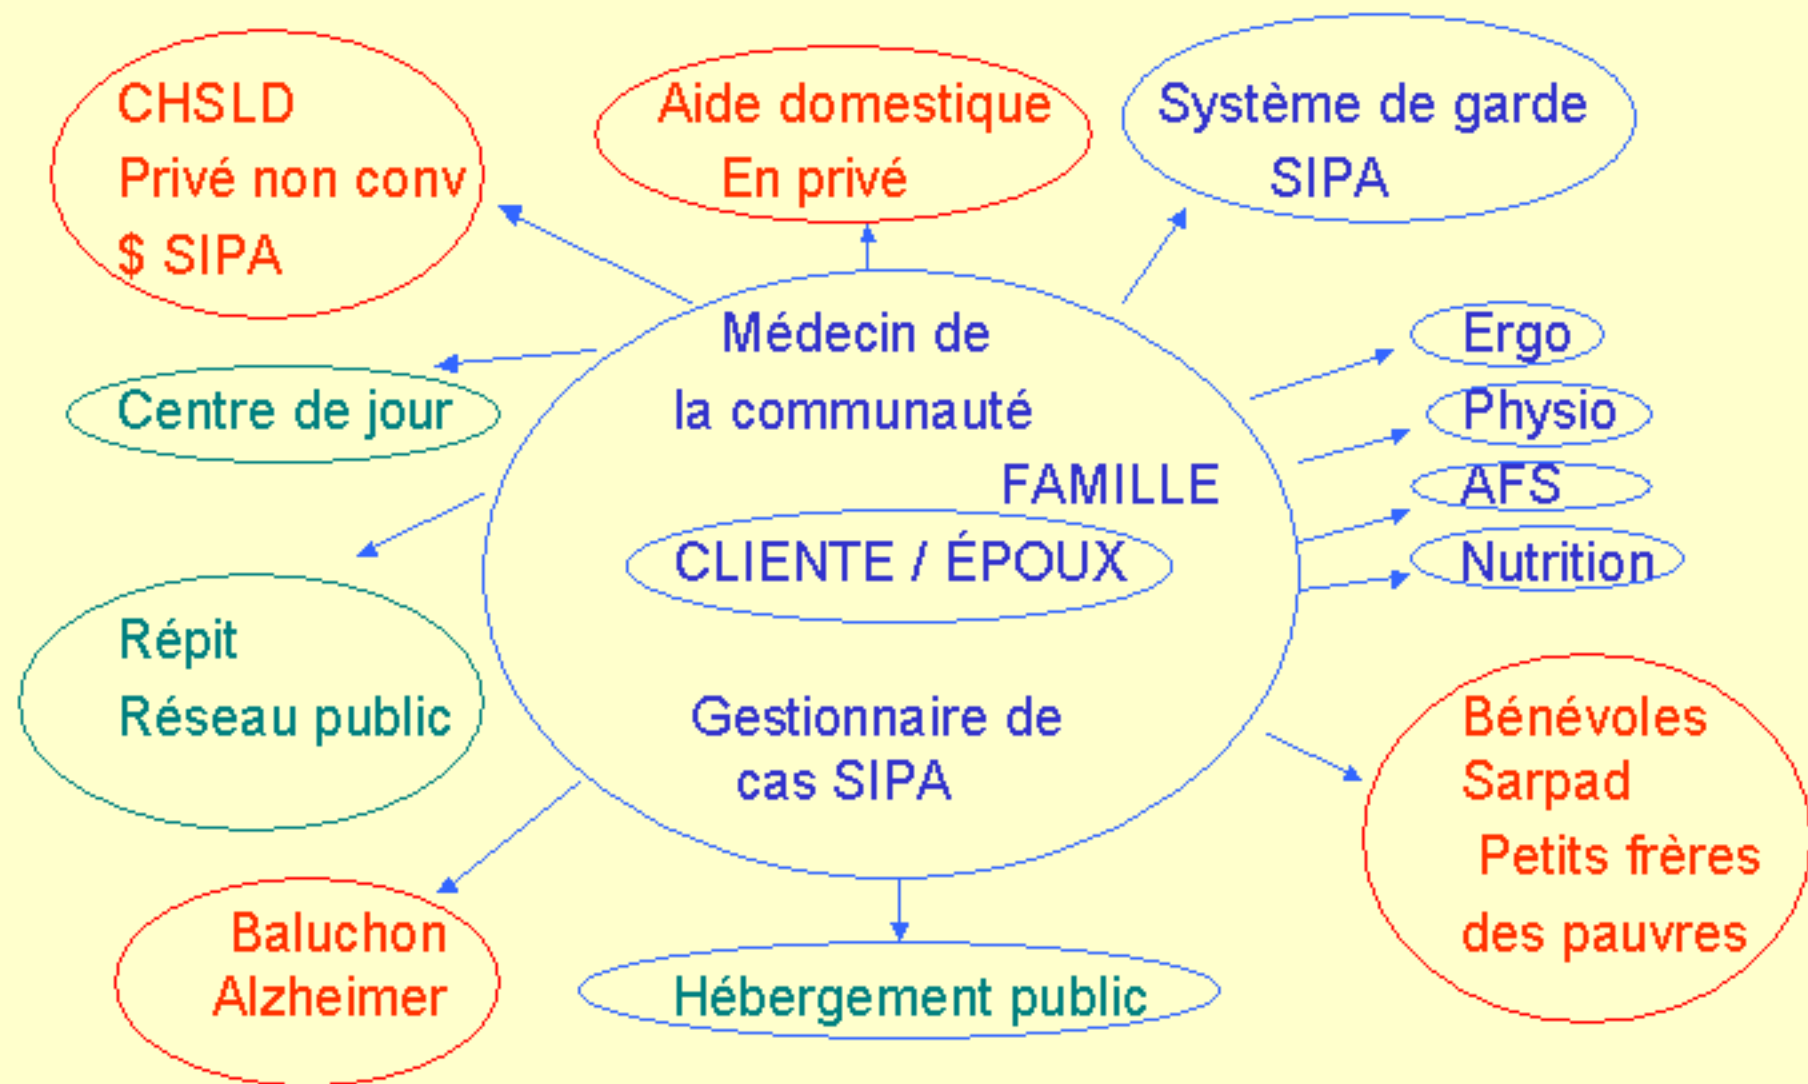 CHSLD
Privé non conv
$ SIPA
Aide domestique
En privé
Système de garde
SIPA
Centre de jour
Médecin de
la communauté
FAMILLE
CLIENTE / ÉPOUX
Gestionnaire de
cas SIPA
Ergo
Physio
AFS
Nutrition
Répit
Réseau public
Bénévoles
Sarpad
Petits frères
des pauvres
Baluchon
Alzheimer
Hébergement public